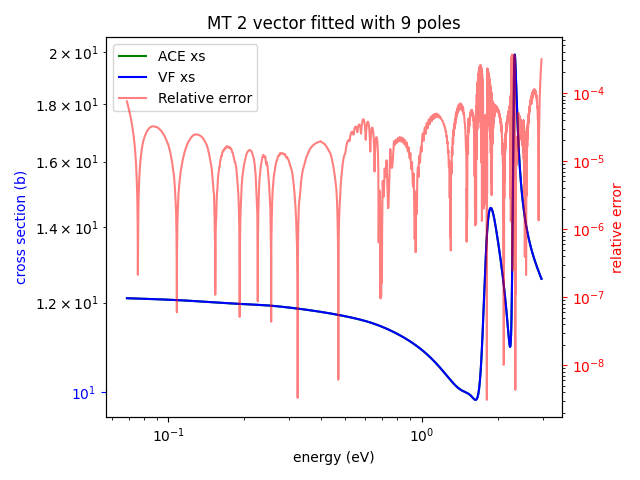 MT 2 vector fitted with 9 poles
ACE xs
VF xs
Relative error
2 × 10¹
1.8 × 10¹
1.6 × 10¹
1.4 × 10¹
1.2 × 10¹
10¹
cross section (b)
10⁻⁴
10⁻⁵
10⁻⁶
10⁻⁷
10⁻⁸
relative error
10⁻¹
10⁰
energy (eV)